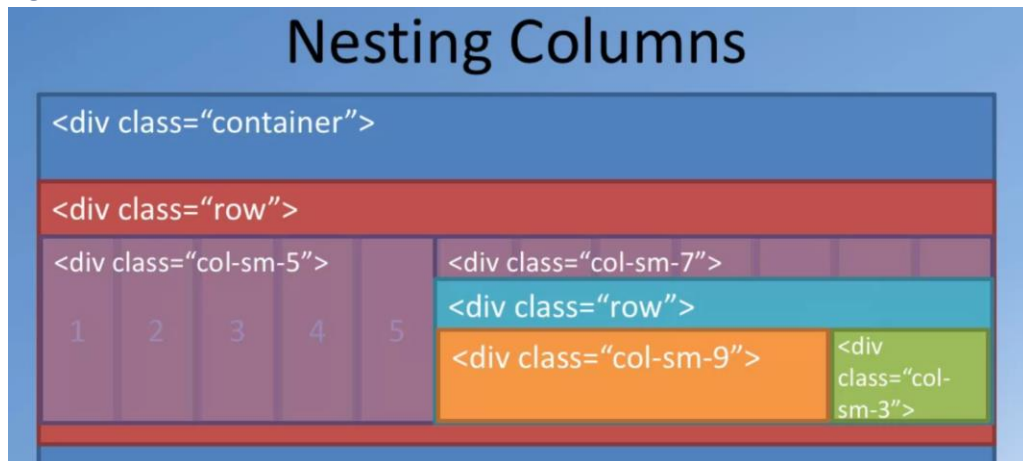 Nesting Columns
<div class=“container”>
<div class=“row”>
<div class=“col-sm-5”>
<div class=“col-sm-7”>
1 2 3 4 5
<div class=“row”>
<div class=“col-sm-9”>
<div
class=“col-
sm-3”>